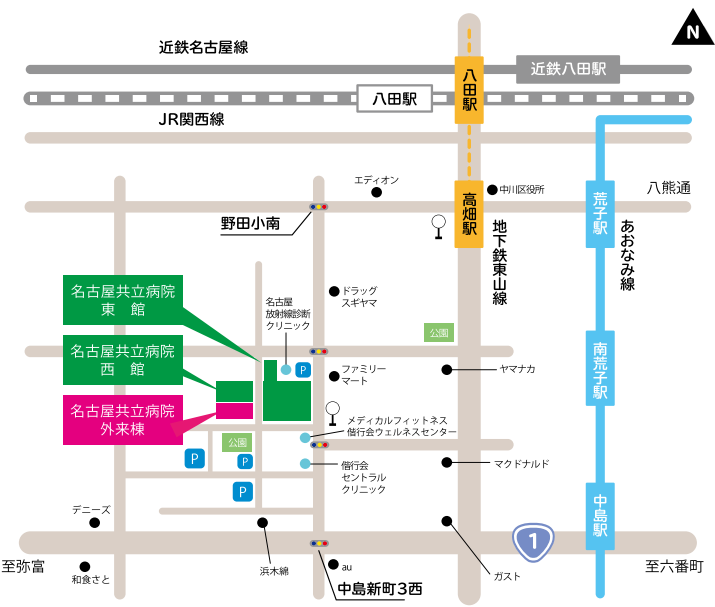 N
近鉄名古屋線
近鉄八田駅
八田駅
八田駅
JR関西線
エディオン
中川区役所
八熊通
野田小南
高畑駅
地下鉄東山線
荒子駅
あおなみ線
名古屋共立病院
東 館
名古屋
放射線診断
クリニック
ドラッグ
スギヤマ
公園
名古屋共立病院
西 館
P
ファミリー
マート
ヤマナカ
南荒子駅
名古屋共立病院
外来棟
メディカルフィットネス
偕行会ウェルネスセンター
公園
P
P
偕行会
セントラル
クリニック
マクドナルド
P
デニーズ
中島駅
1
至弥富
和食さと
浜木綿
au
中島新町3西
ガスト
至六番町